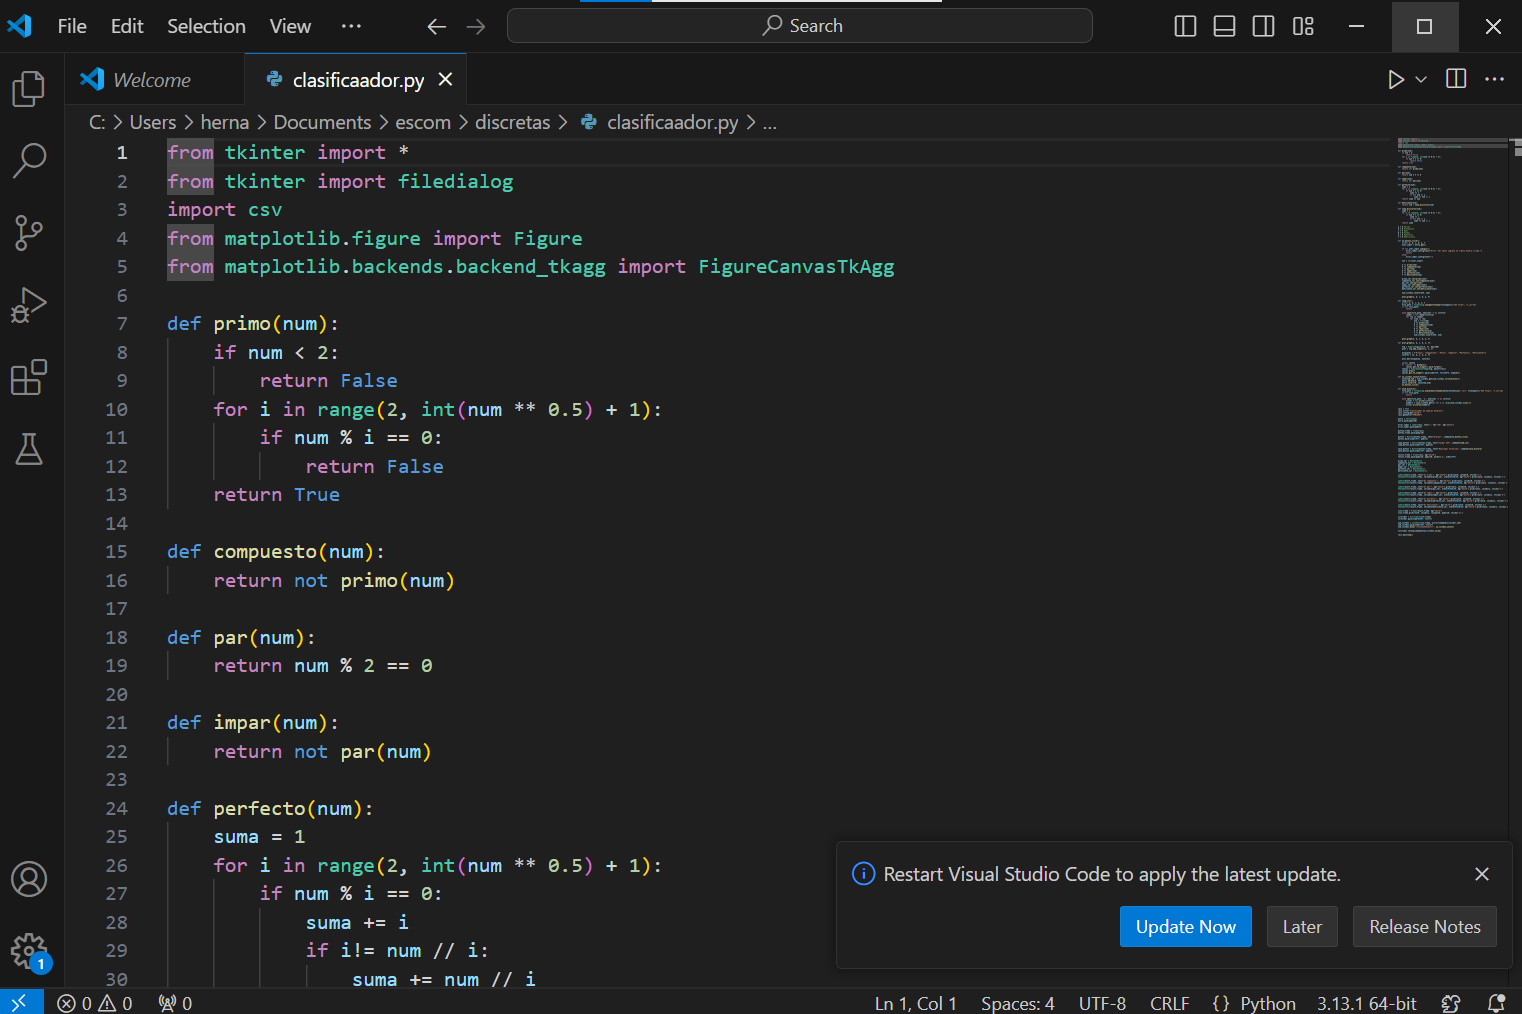 File Edit Selection View ··· Search
Welcome clasificaador.py
C: > Users > herna > Documents > escom > discretas > clasificaador.py > ...
1 from tkinter import *
2 from tkinter import filedialog
3 import csv
4 from matplotlib.figure import Figure
5 from matplotlib.backends.backend_tkagg import FigureCanvasTkAgg
6
7 def primo(num):
8 if num < 2:
9 return False
10 for i in range(2, int(num ** 0.5) + 1):
11 if num % i == 0:
12 return False
13 return True
14
15 def compuesto(num):
16 return not primo(num)
17
18 def par(num):
19 return num % 2 == 0
20
21 def impar(num):
22 return not par(num)
23
24 def perfecto(num):
25 suma = 1
26 for i in range(2, int(num ** 0.5) + 1):
27 if num % i == 0:
28 suma += i
29 if i!= num // i:
30 suma += num // i
Restart Visual Studio Code to apply the latest update.
Update Now Later Release Notes
1
0 0 0 Ln 1, Col 1 Spaces: 4 UTF-8 CRLF {} Python 3.13.1 64-bit